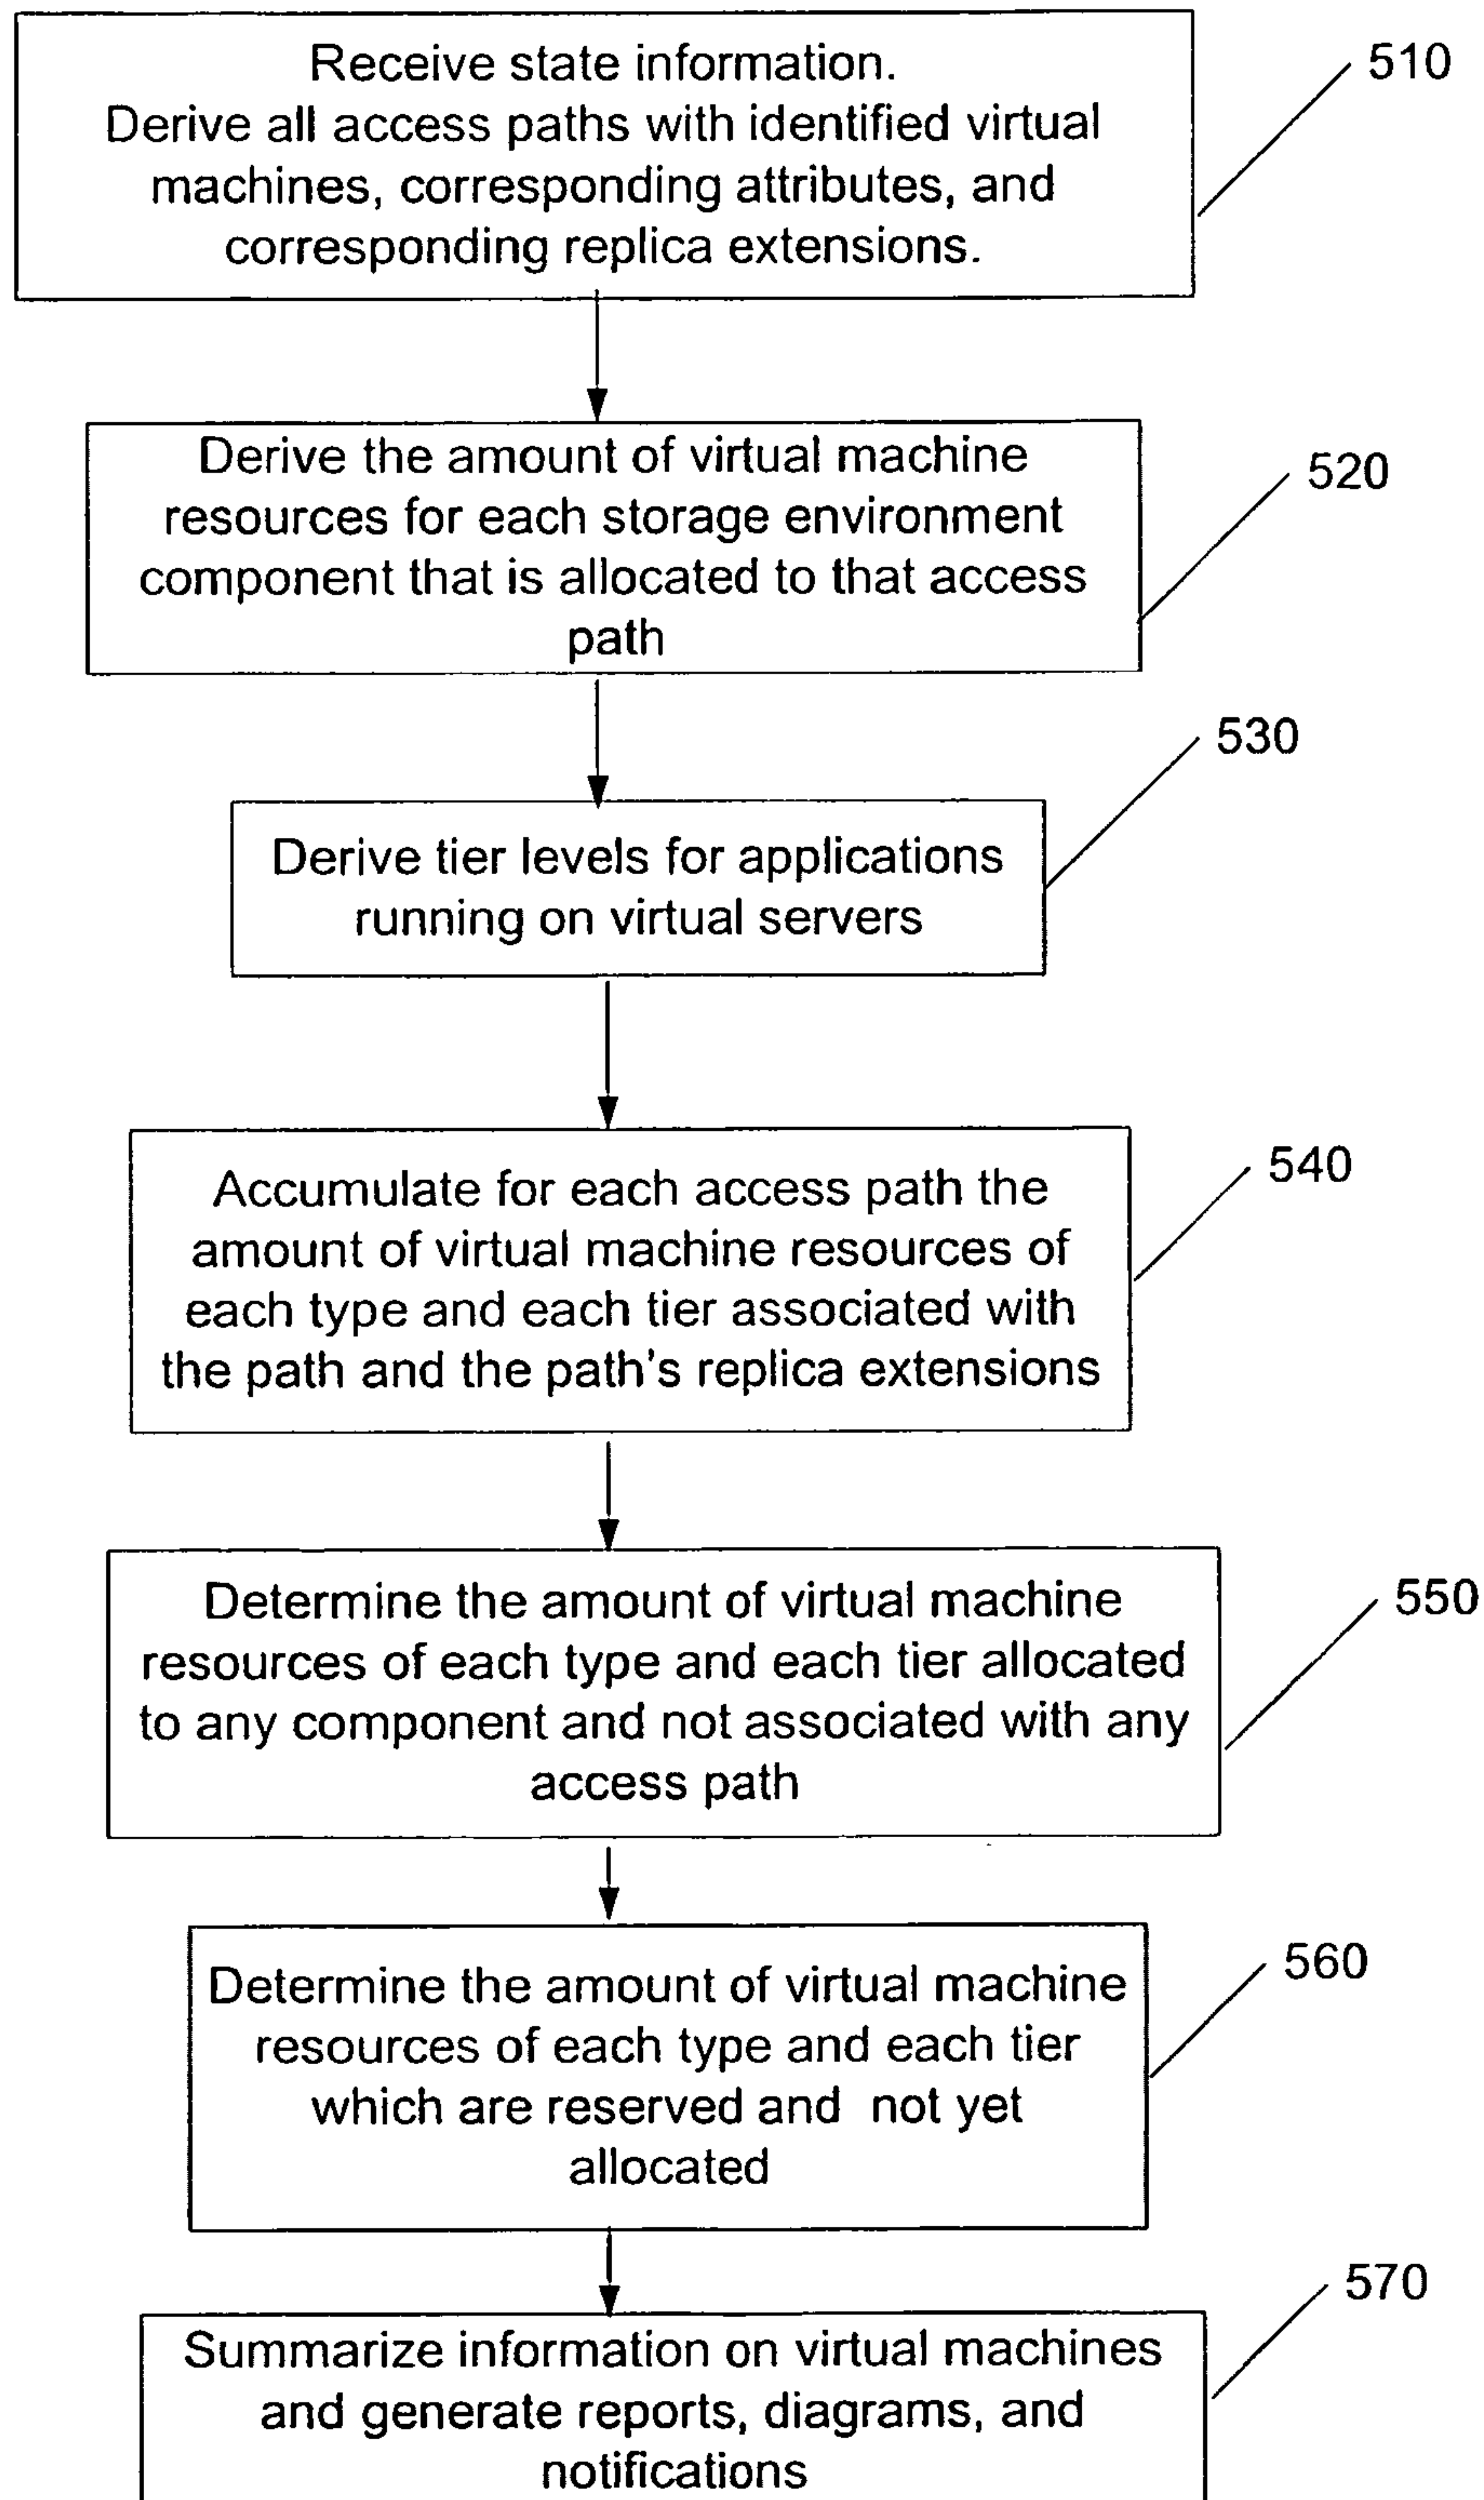 Receive state information.
510
Derive all access paths with identified virtual
machines, corresponding attributes, and
corresponding replica extensions.
Derive the amount of virtual machine
520
resources for each storage environment
component that is allocated to that access
path
530
Derive tier levels for applications
running on virtual servers
540
Accumulate for each access path the
amount of virtual machine resources of
each type and each tier associated with
the path and the path's replica extensions
550
Determine the amount of virtual machine
resources of each type and each tier allocated
to any component and not associated with any
access path
560
Determine the amount of virtual machine
resources of each type and each tier
which are reserved and  not yet
allocated
570
Summarize information on virtual machines
and generate reports, diagrams, and
notifications